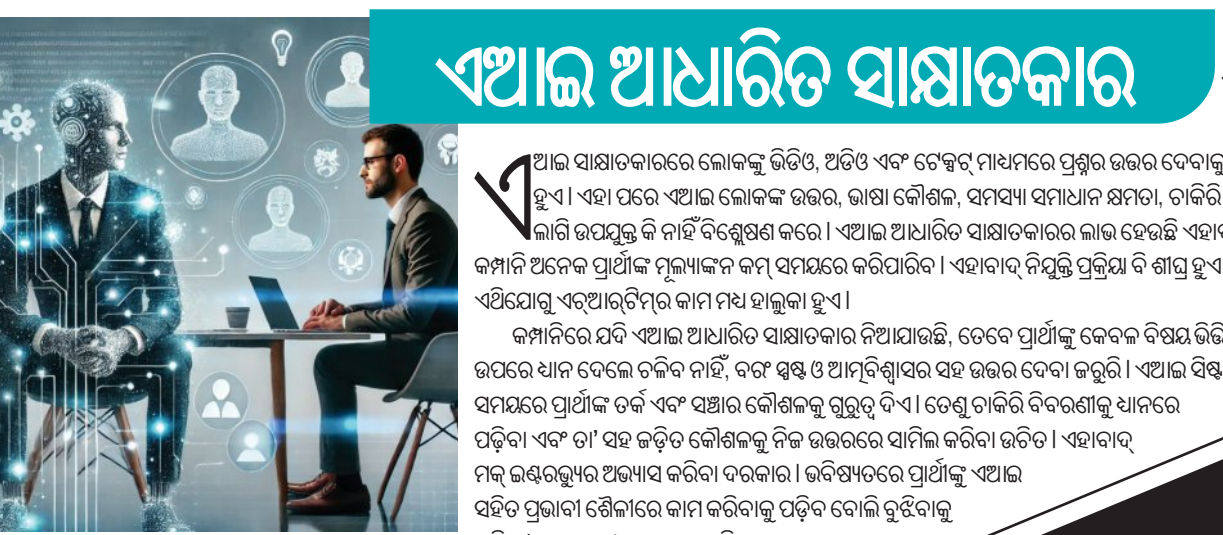 ଏଆଇ ଆଧାରିତ ସାକ୍ଷାତକାର
ଏଆଇ ସାକ୍ଷାତକାରରେ ଲୋକଙ୍କୁ ଭିଡିଓ, ଅଡିଓ ଏବଂ ଟେକ୍ସଟ୍ ମାଧ୍ୟମରେ ପ୍ରଶ୍ନର ଉତ୍ତର ଦେବାକୁ
ହୁଏ । ଏହା ପରେ ଏଆଇ ଲୋକଙ୍କ ଉତ୍ତର, ଭାଷା କୌଶଳ, ସମସ୍ୟା ସମାଧାନ କ୍ଷମତା, ଚାକିରି
ଲାଗି ଉପଯୁକ୍ତ କି ନାହିଁ ବିଶ୍ଳେଷଣ କରେ । ଏଆଇ ଆଧାରିତ ସାକ୍ଷାତକାରର ଲାଭ ହେଉଛି
କମ୍ପାନି ଅନେକ ପ୍ରାର୍ଥୀଙ୍କ ମୂଲ୍ୟାଙ୍କନ କମ୍ ସମୟରେ କରିପାରିବ । ଏହାବାଦ୍ ନିଯୁକ୍ତି ପ୍ରକ୍ରିୟା ବି ଶୀଘ୍ର ହୁଏ
ଏଥିଯୋଗୁ ଏଚ୍ଆର୍‌ଟିମ୍‌ର କାମ ମଧ୍ୟ ହାଲୁକା ହୁଏ ।
କମ୍ପାନିରେ ଯଦି ଏଆଇ ଆଧାରିତ ସାକ୍ଷାତକାର ନିଆଯାଉଛି, ତେବେ ପ୍ରାର୍ଥୀଙ୍କୁ କେବଳ ବିଷୟ
ଉପରେ ଧ୍ୟାନ ଦେଲେ ଚଳିବ ନାହିଁ, ବରଂ ସ୍ପଷ୍ଟ ଓ ଆତ୍ମବିଶ୍ୱାସର ସହ ଉତ୍ତର ଦେବା ଜରୁରି । ଏଆଇ
ସମୟରେ ପ୍ରାର୍ଥୀଙ୍କ ତର୍କ ଏବଂ ସଞ୍ଚାର କୌଶଳକୁ ଗୁରୁତ୍ୱ ଦିଏ । ତେଣୁ ଚାକିରି ବିବରଣୀକୁ ଧ୍ୟାନରେ
ପଢ଼ିବା ଏବଂ ତା’ ସହ ଜଡ଼ିତ କୌଶଳକୁ ନିଜ ଉତ୍ତରରେ ସାମିଲ କରିବା ଉଚିତ । ଏହାବାଦ୍
ମକ୍ ଇଣ୍ଟରଭ୍ୟୁର ଅଭ୍ୟାସ କରିବା ଦରକାର । ଭବିଷ୍ୟତରେ ପ୍ରାର୍ଥୀଙ୍କୁ ଏଆଇ
ସହିତ ପ୍ରଭାବୀ ଶୈଳୀରେ କାମ କରିବାକୁ ପଡ଼ିବ ବୋଲି ବୁଝିବାକୁ